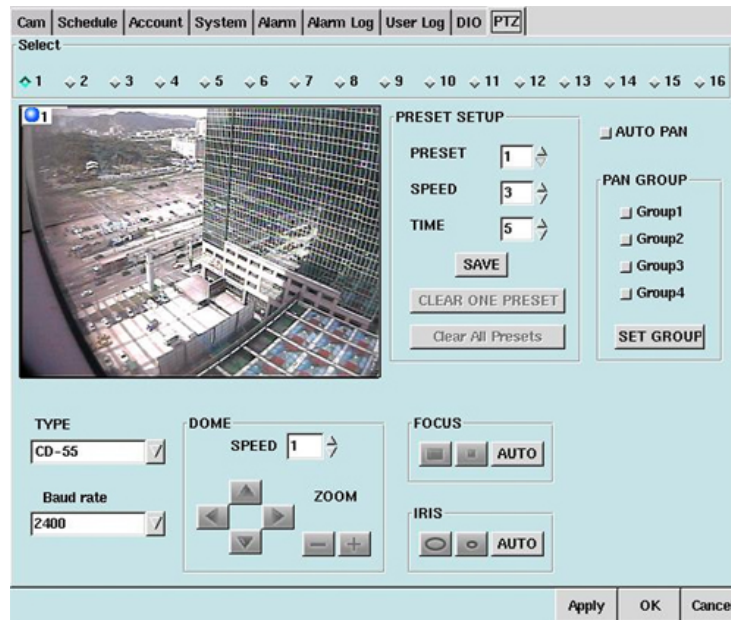 Cam Schedule Account System Alarm Alarm Log User Log DIO PTZ
Select
1 2 3 4 5 6 7 8 9 10 11 12 13 14 15 16
1
PRESET SETUP
PRESET 1
SPEED 3
TIME 5
SAVE
CLEAR ONE PRESET
Clear All Presets
AUTO PAN
PAN GROUP
Group1
Group2
Group3
Group4
SET GROUP
TYPE
CD-55
Baud rate
2400
DOME
SPEED 1
ZOOM
FOCUS
AUTO
IRIS
AUTO
Apply OK Cance